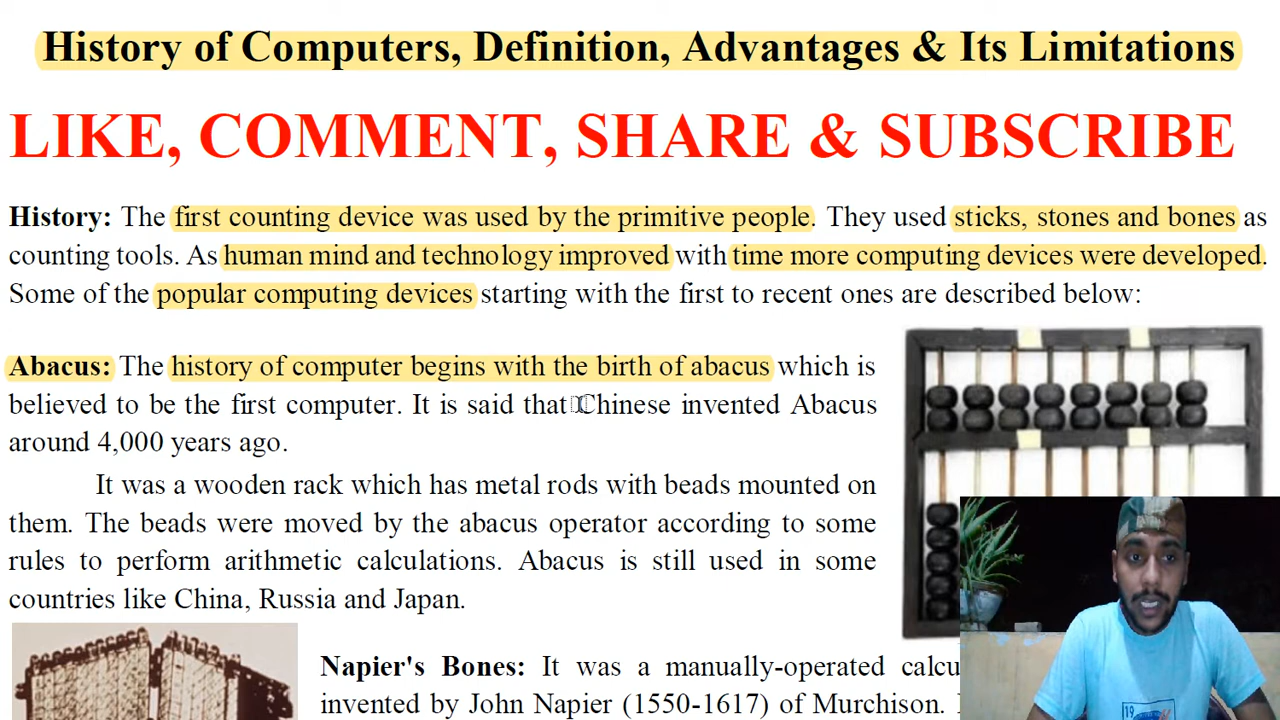 History of Computers, Definition, Advantages & Its Limitations
LIKE, COMMENT, SHARE & SUBSCRIBE
History: The first counting device was used by the primitive people. They used sticks, stones and bones as
counting tools. As human mind and technology improved with time more computing devices were developed.
Some of the popular computing devices starting with the first to recent ones are described below:
Abacus: The history of computer begins with the birth of abacus which is
believed to be the first computer. It is said that Chinese invented Abacus
around 4,000 years ago.
It was a wooden rack which has metal rods with beads mounted on
them. The beads were moved by the abacus operator according to some
rules to perform arithmetic calculations. Abacus is still used in some
countries like China, Russia and Japan.
Napier's Bones: It was a manually-operated calcu
invented by John Napier (1550-1617) of Murchison.
19